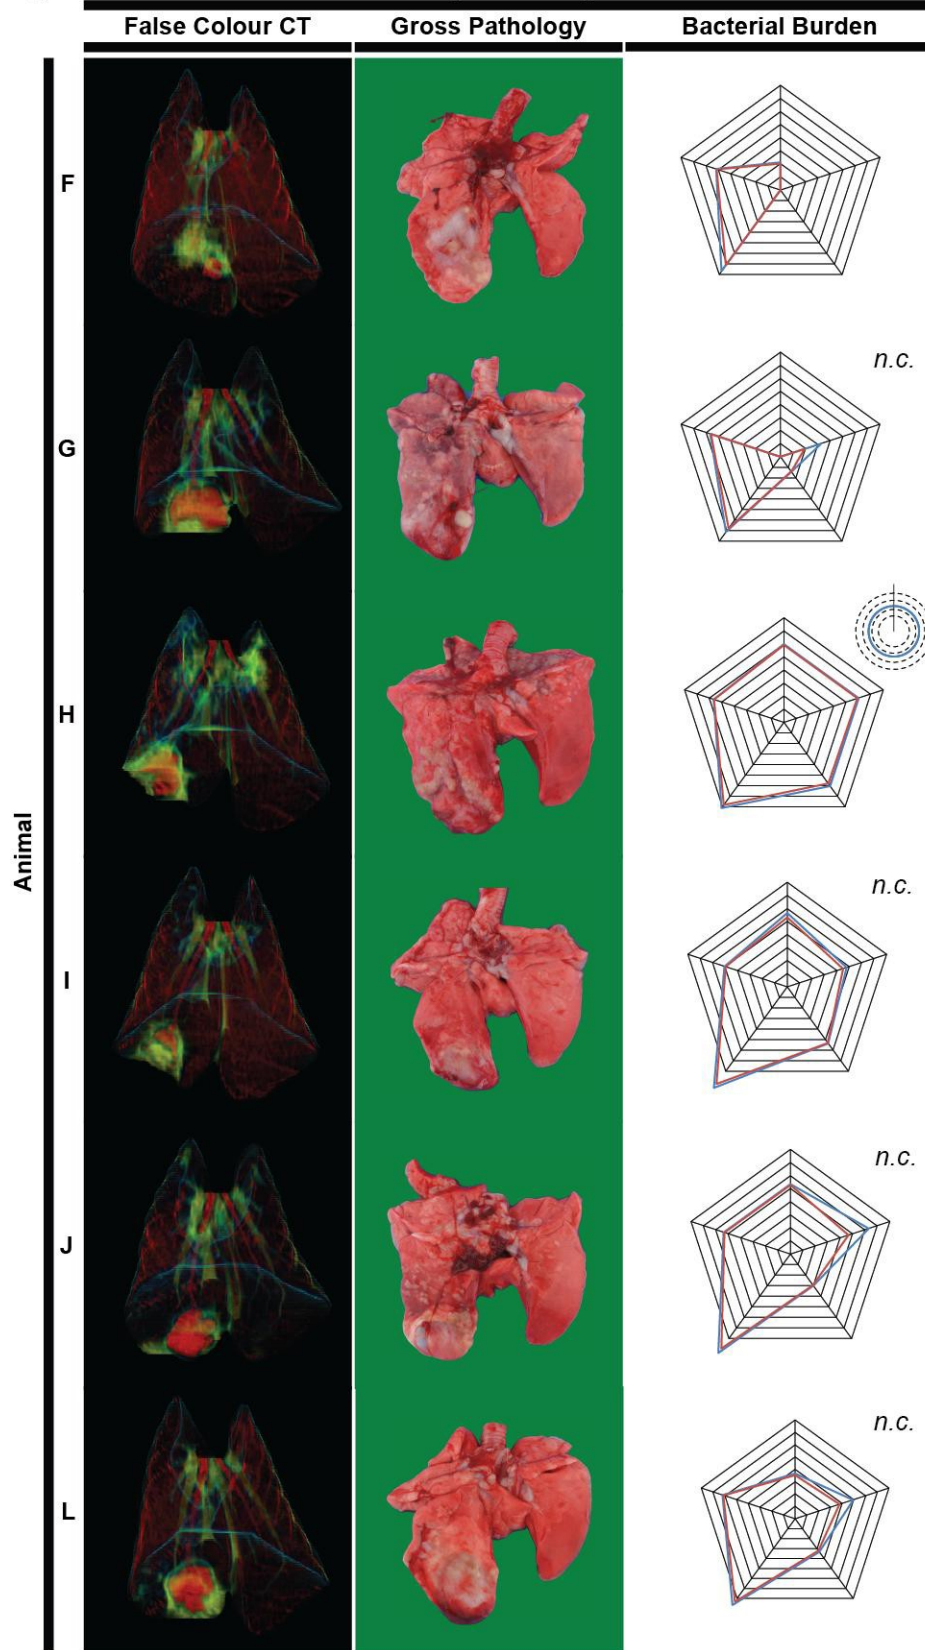 False Colour CT
Gross Pathology
Bacterial Burden
F
G
n.c.
H
Animal
I
n.c.
J
n.c.
L
n.c.